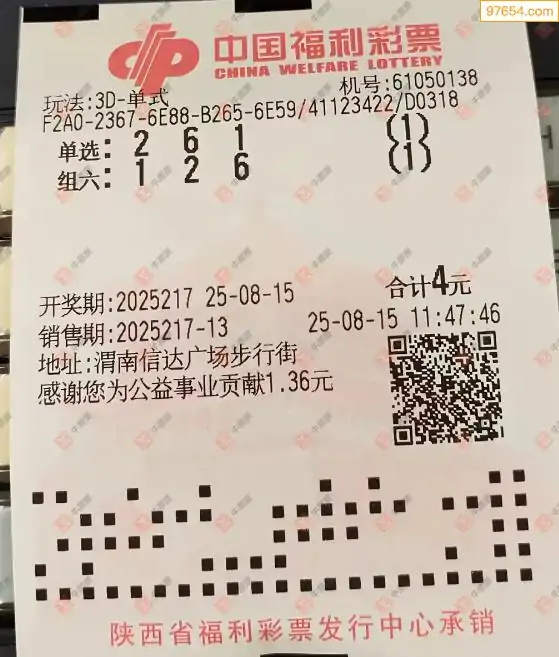 97654.com
中国福利彩票
CHINA WELFARE LOTTERY
玩法:3D-单式 机号:61050138
F2A0-2367-6E88-B265-6E59/41123422/D0318
单选: 2 6 1 (1)
组六: 1 2 6 (1)
合计4元
开奖期:2025217 25-08-15
销售期:2025217-13 25-08-15 11:47:46
地址:渭南信达广场步行街
感谢您为公益事业贡献1.36元
陕西省福利彩票发行中心承销